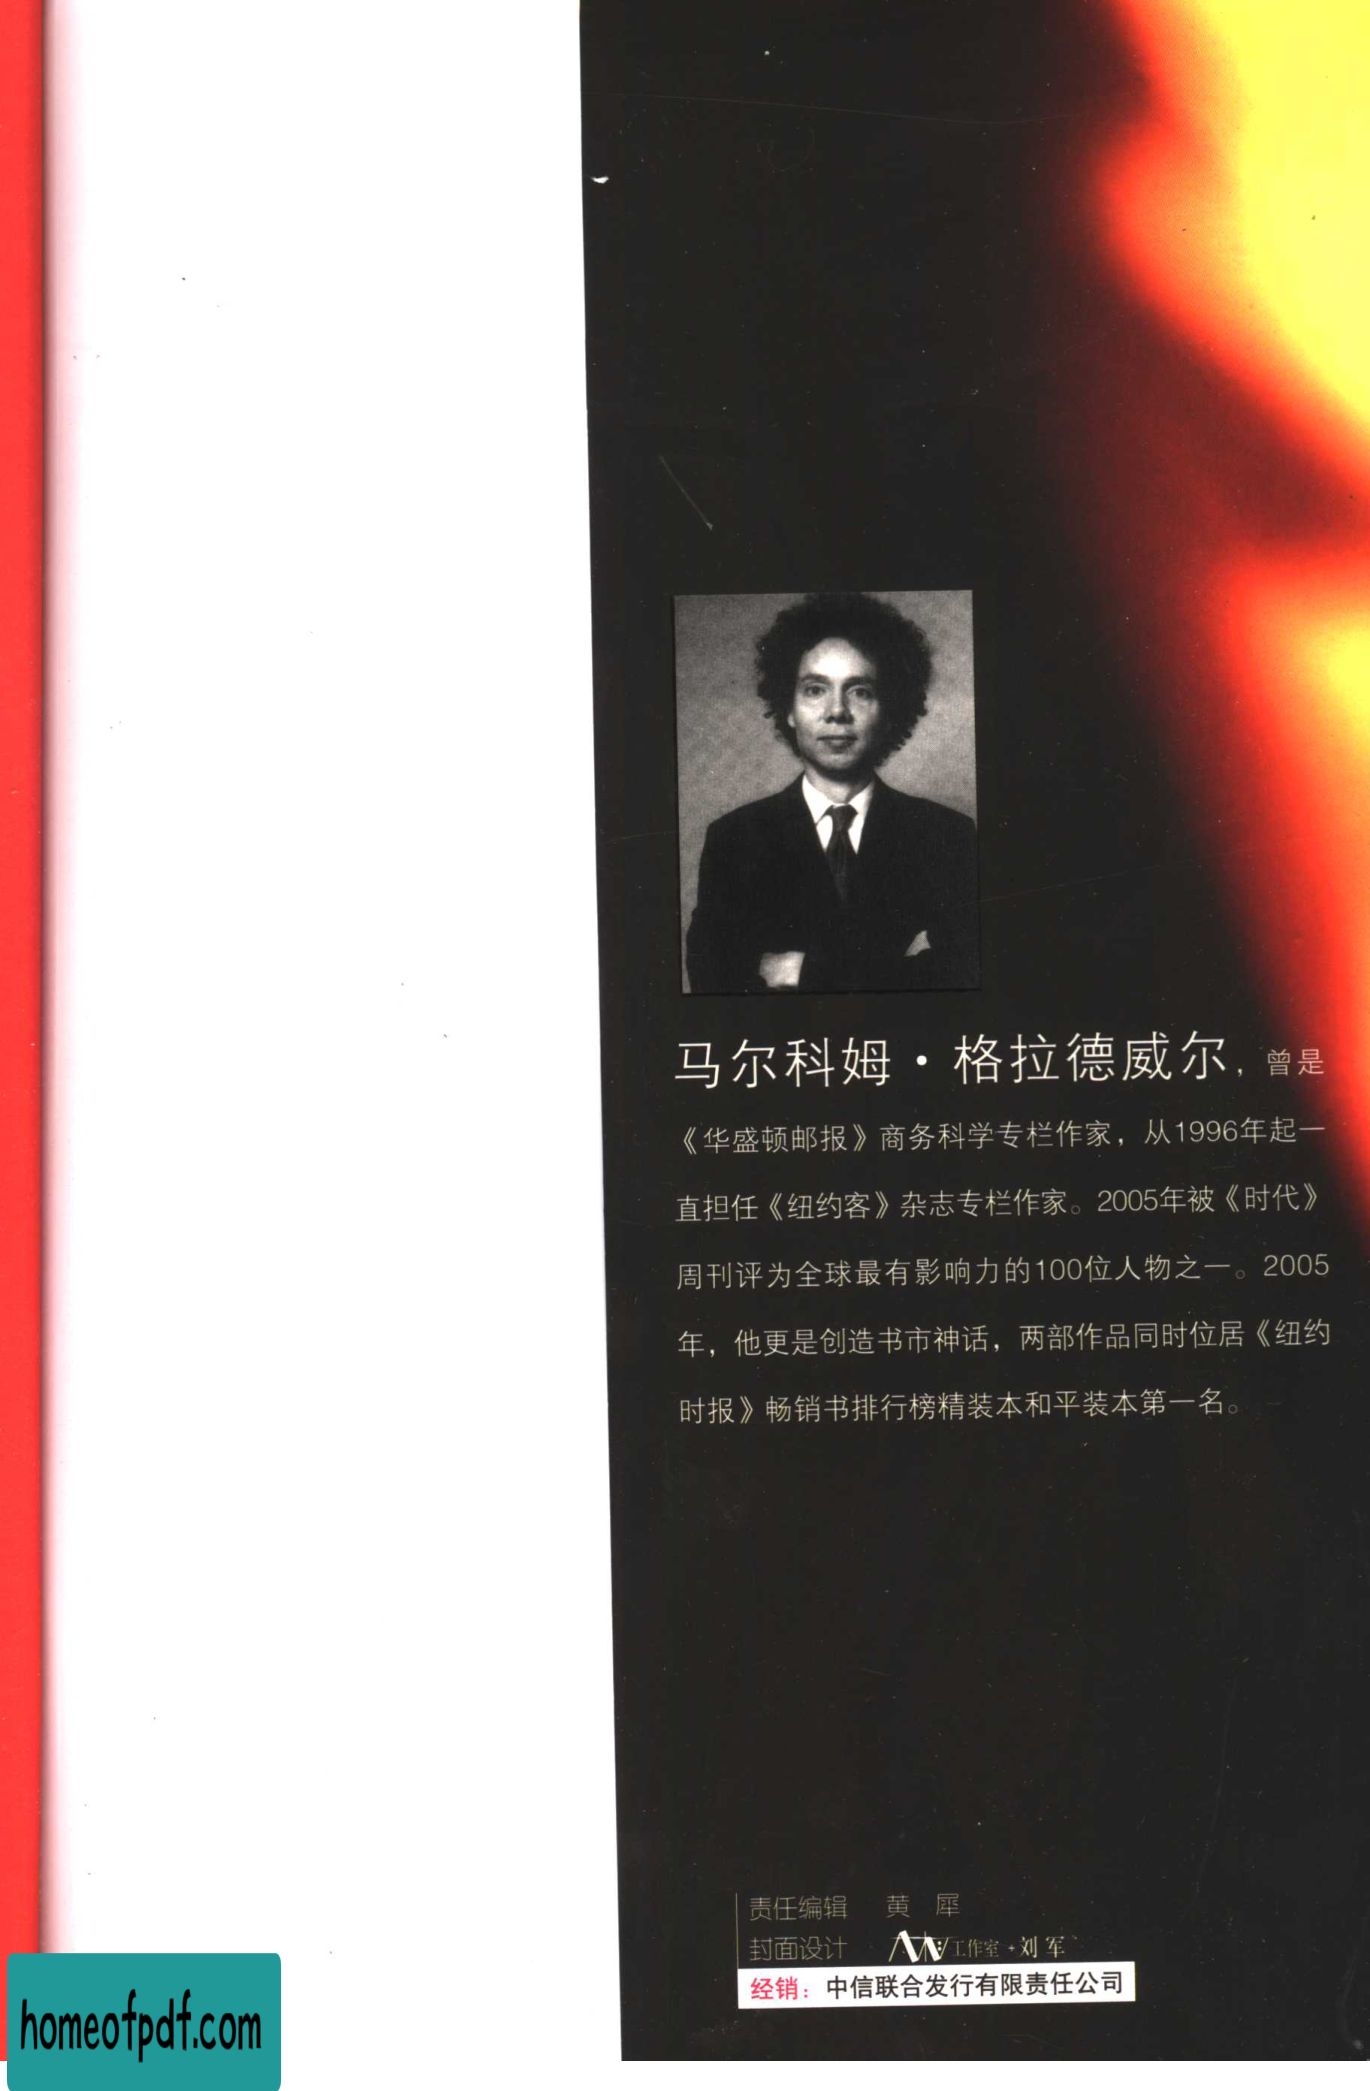 马尔科姆·格拉德威尔，曾是
《华盛顿邮报》商务科学专栏作家，从1996年起一
直担任《纽约客》杂志专栏作家。2005年被《时代》
周刊评为全球最有影响力的100位人物之一。2005
年，他更是创造书市神话，两部作品同时位居《纽约
时报》畅销书排行榜精装本和平装本第一名。
责任编辑 黄 犀
封面设计 工作室·刘军
经销：中信联合发行有限责任公司
homeofpdf.com